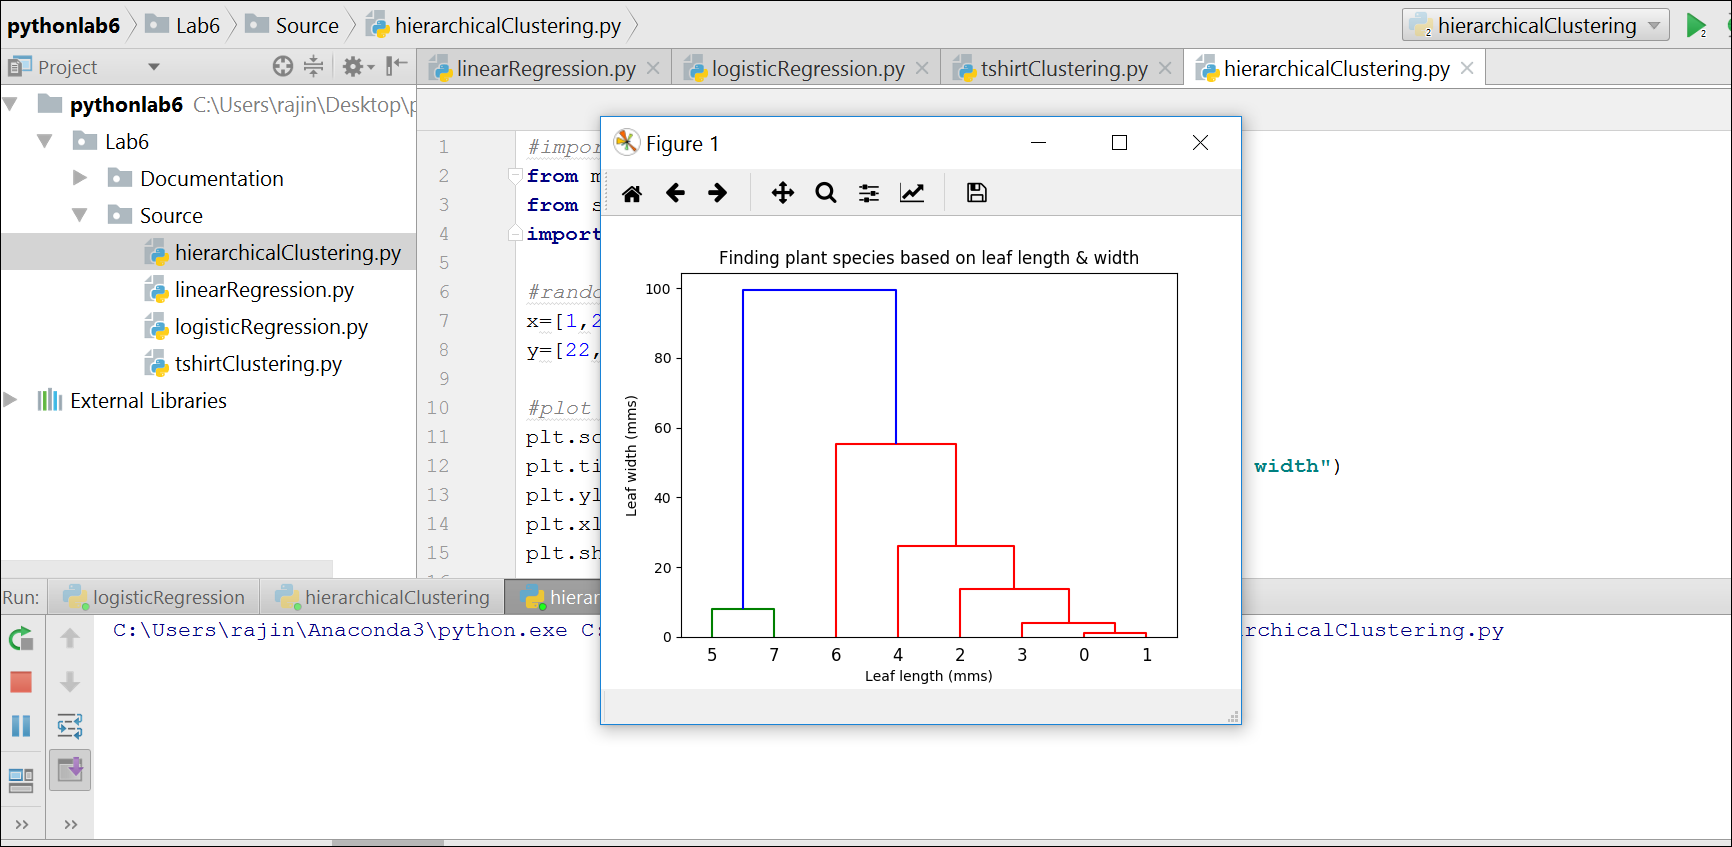 pythonlab6 Lab6 Source hierarchicalClustering.py hierarchicalClustering
Project linearRegression.py logisticRegression.py tshirtClustering.py hierarchicalClustering.py
pythonlab6 C:\Users\rajin\Desktop\p
Lab6
Documentation
Source
hierarchicalClustering.py
linearRegression.py
logisticRegression.py
tshirtClustering.py
External Libraries
1 #impor
2 from m
3 from s
4 import
5
6 #rando
7 x=[1,2
8 y=[22,
9
10 #plot
11 plt.sc
12 plt.ti width")
13 plt.yl
14 plt.xl
15 plt.sh
Figure 1
Finding plant species based on leaf length & width
Leaf width (mms)
100
80
60
40
20
0
5 7 6 4 2 3 0 1
Leaf length (mms)
Run: logisticRegression hierarchicalClustering hierar
C:\Users\rajin\Anaconda3\python.exe C: rchicalClustering.py